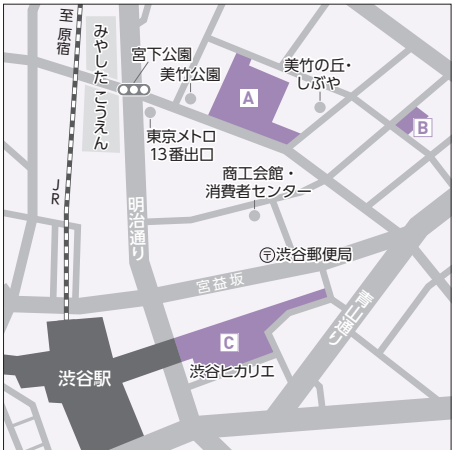 至
原
宿
みやした こうえん
宮下公園
美竹公園
A
美竹の丘・
しぶや
B
東京メトロ
13番出口
商工会館・
消費者センター
JR
明治通り
〒渋谷郵便局
宮益坂
青山通り
C
渋谷ヒカリエ
渋谷駅